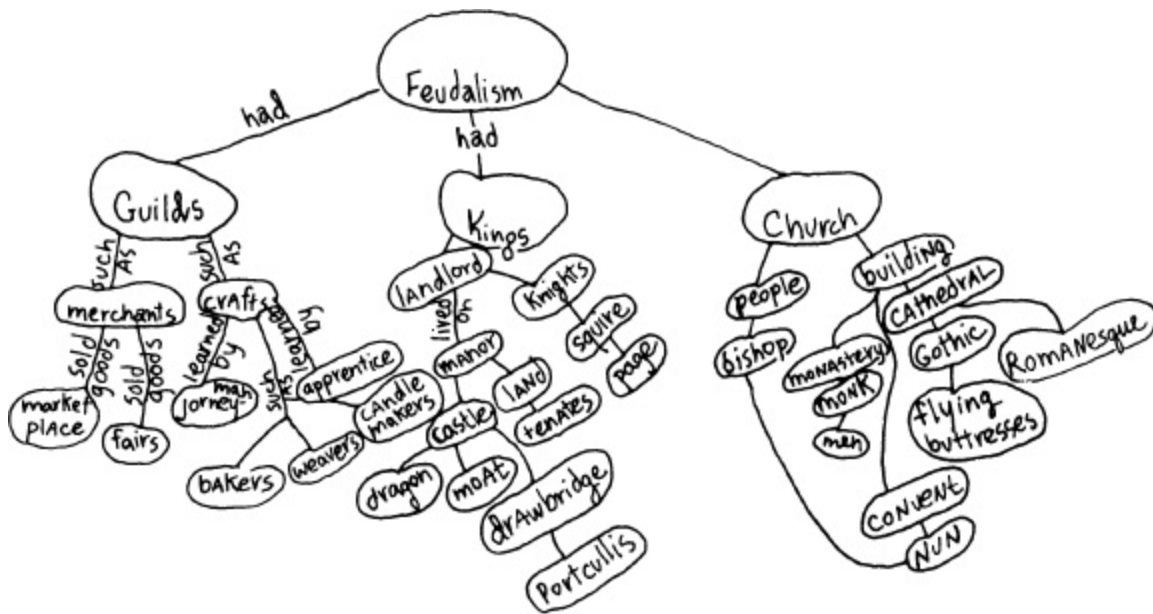 Feudalism
had
had
Guilds
Kings
Church
such
As
such
As
merchants
crafts
sold
goods
sold
goods
market
place
fairs
learned
by
jorney
man
such
As
learned
by
apprentice
bakers
weavers
candle
makers
landlord
knights
squire
page
lived
on
manor
land
tenates
castle
dragon
moat
drawbridge
portcullis
people
bishop
building
cathedral
monasterys
monk
men
Gothic
Romanesque
flying
buttresses
convent
nun